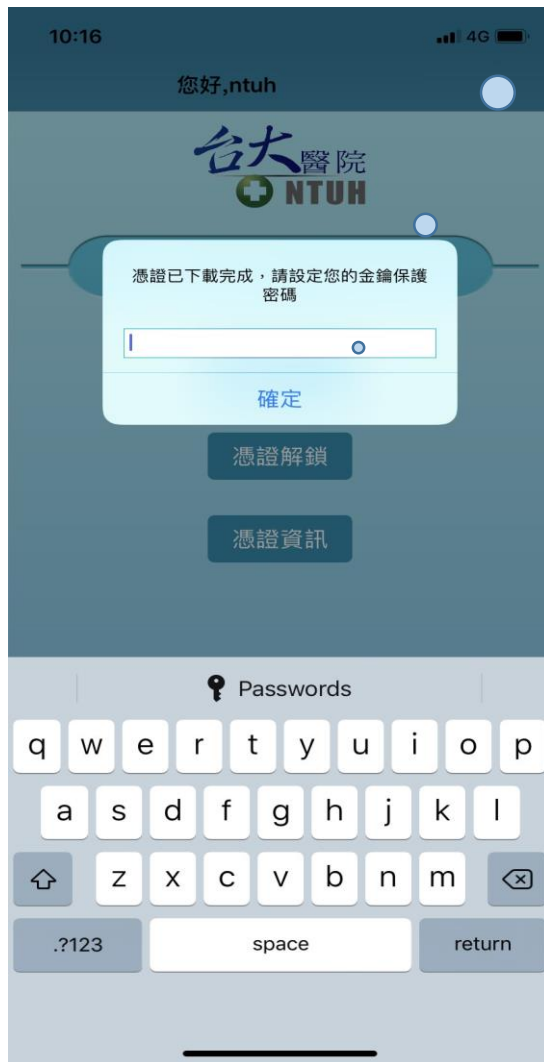 10:16
4G
您好,ntuh
台大醫院
NTUH
憑證已下載完成，請設定您的金鑰保護
密碼
確定
憑證解鎖
憑證資訊
Passwords
q w e r t y u i o p
a s d f g h j k l
z x c v b n m
.?123 space return